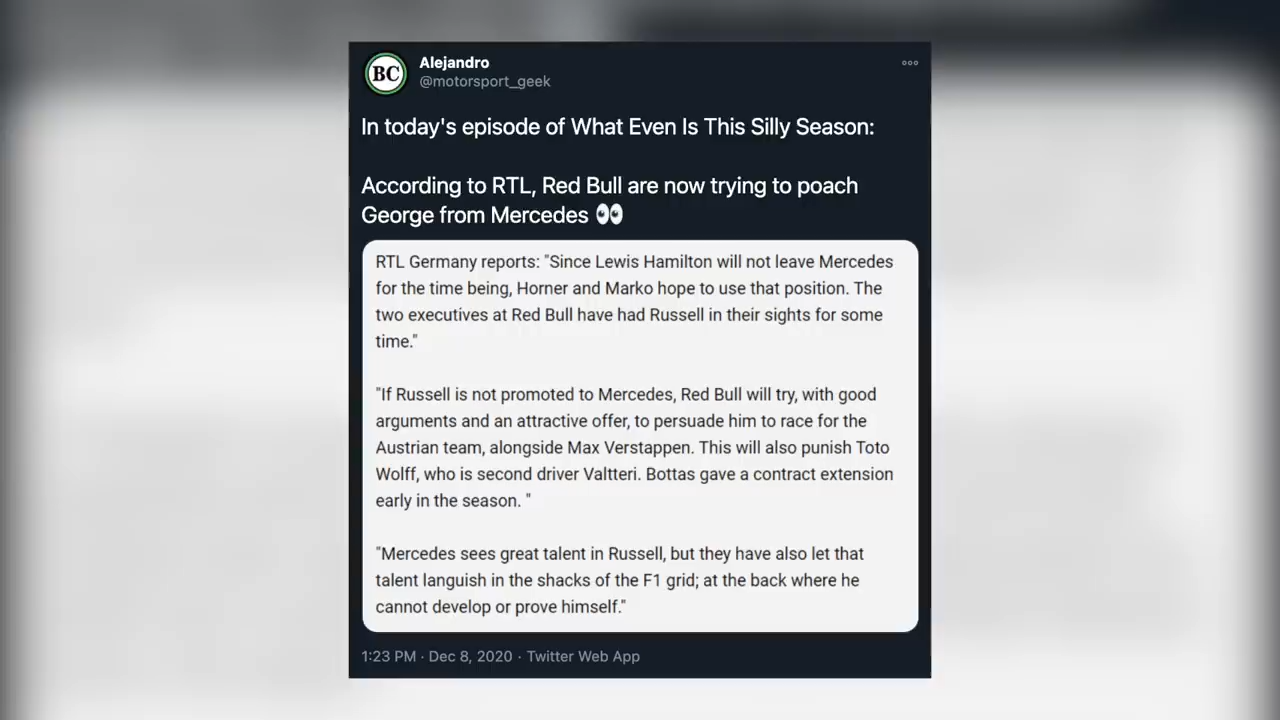 BC
Alejandro
@motorsport_geek
In today's episode of What Even Is This Silly Season:
According to RTL, Red Bull are now trying to poach
George from Mercedes 👀
RTL Germany reports: "Since Lewis Hamilton will not leave Mercedes
for the time being, Horner and Marko hope to use that position. The
two executives at Red Bull have had Russell in their sights for some
time."
"If Russell is not promoted to Mercedes, Red Bull will try, with good
arguments and an attractive offer, to persuade him to race for the
Austrian team, alongside Max Verstappen. This will also punish Toto
Wolff, who is second driver Valtteri. Bottas gave a contract extension
early in the season. "
"Mercedes sees great talent in Russell, but they have also let that
talent languish in the shacks of the F1 grid; at the back where he
cannot develop or prove himself."
1:23 PM · Dec 8, 2020 · Twitter Web App